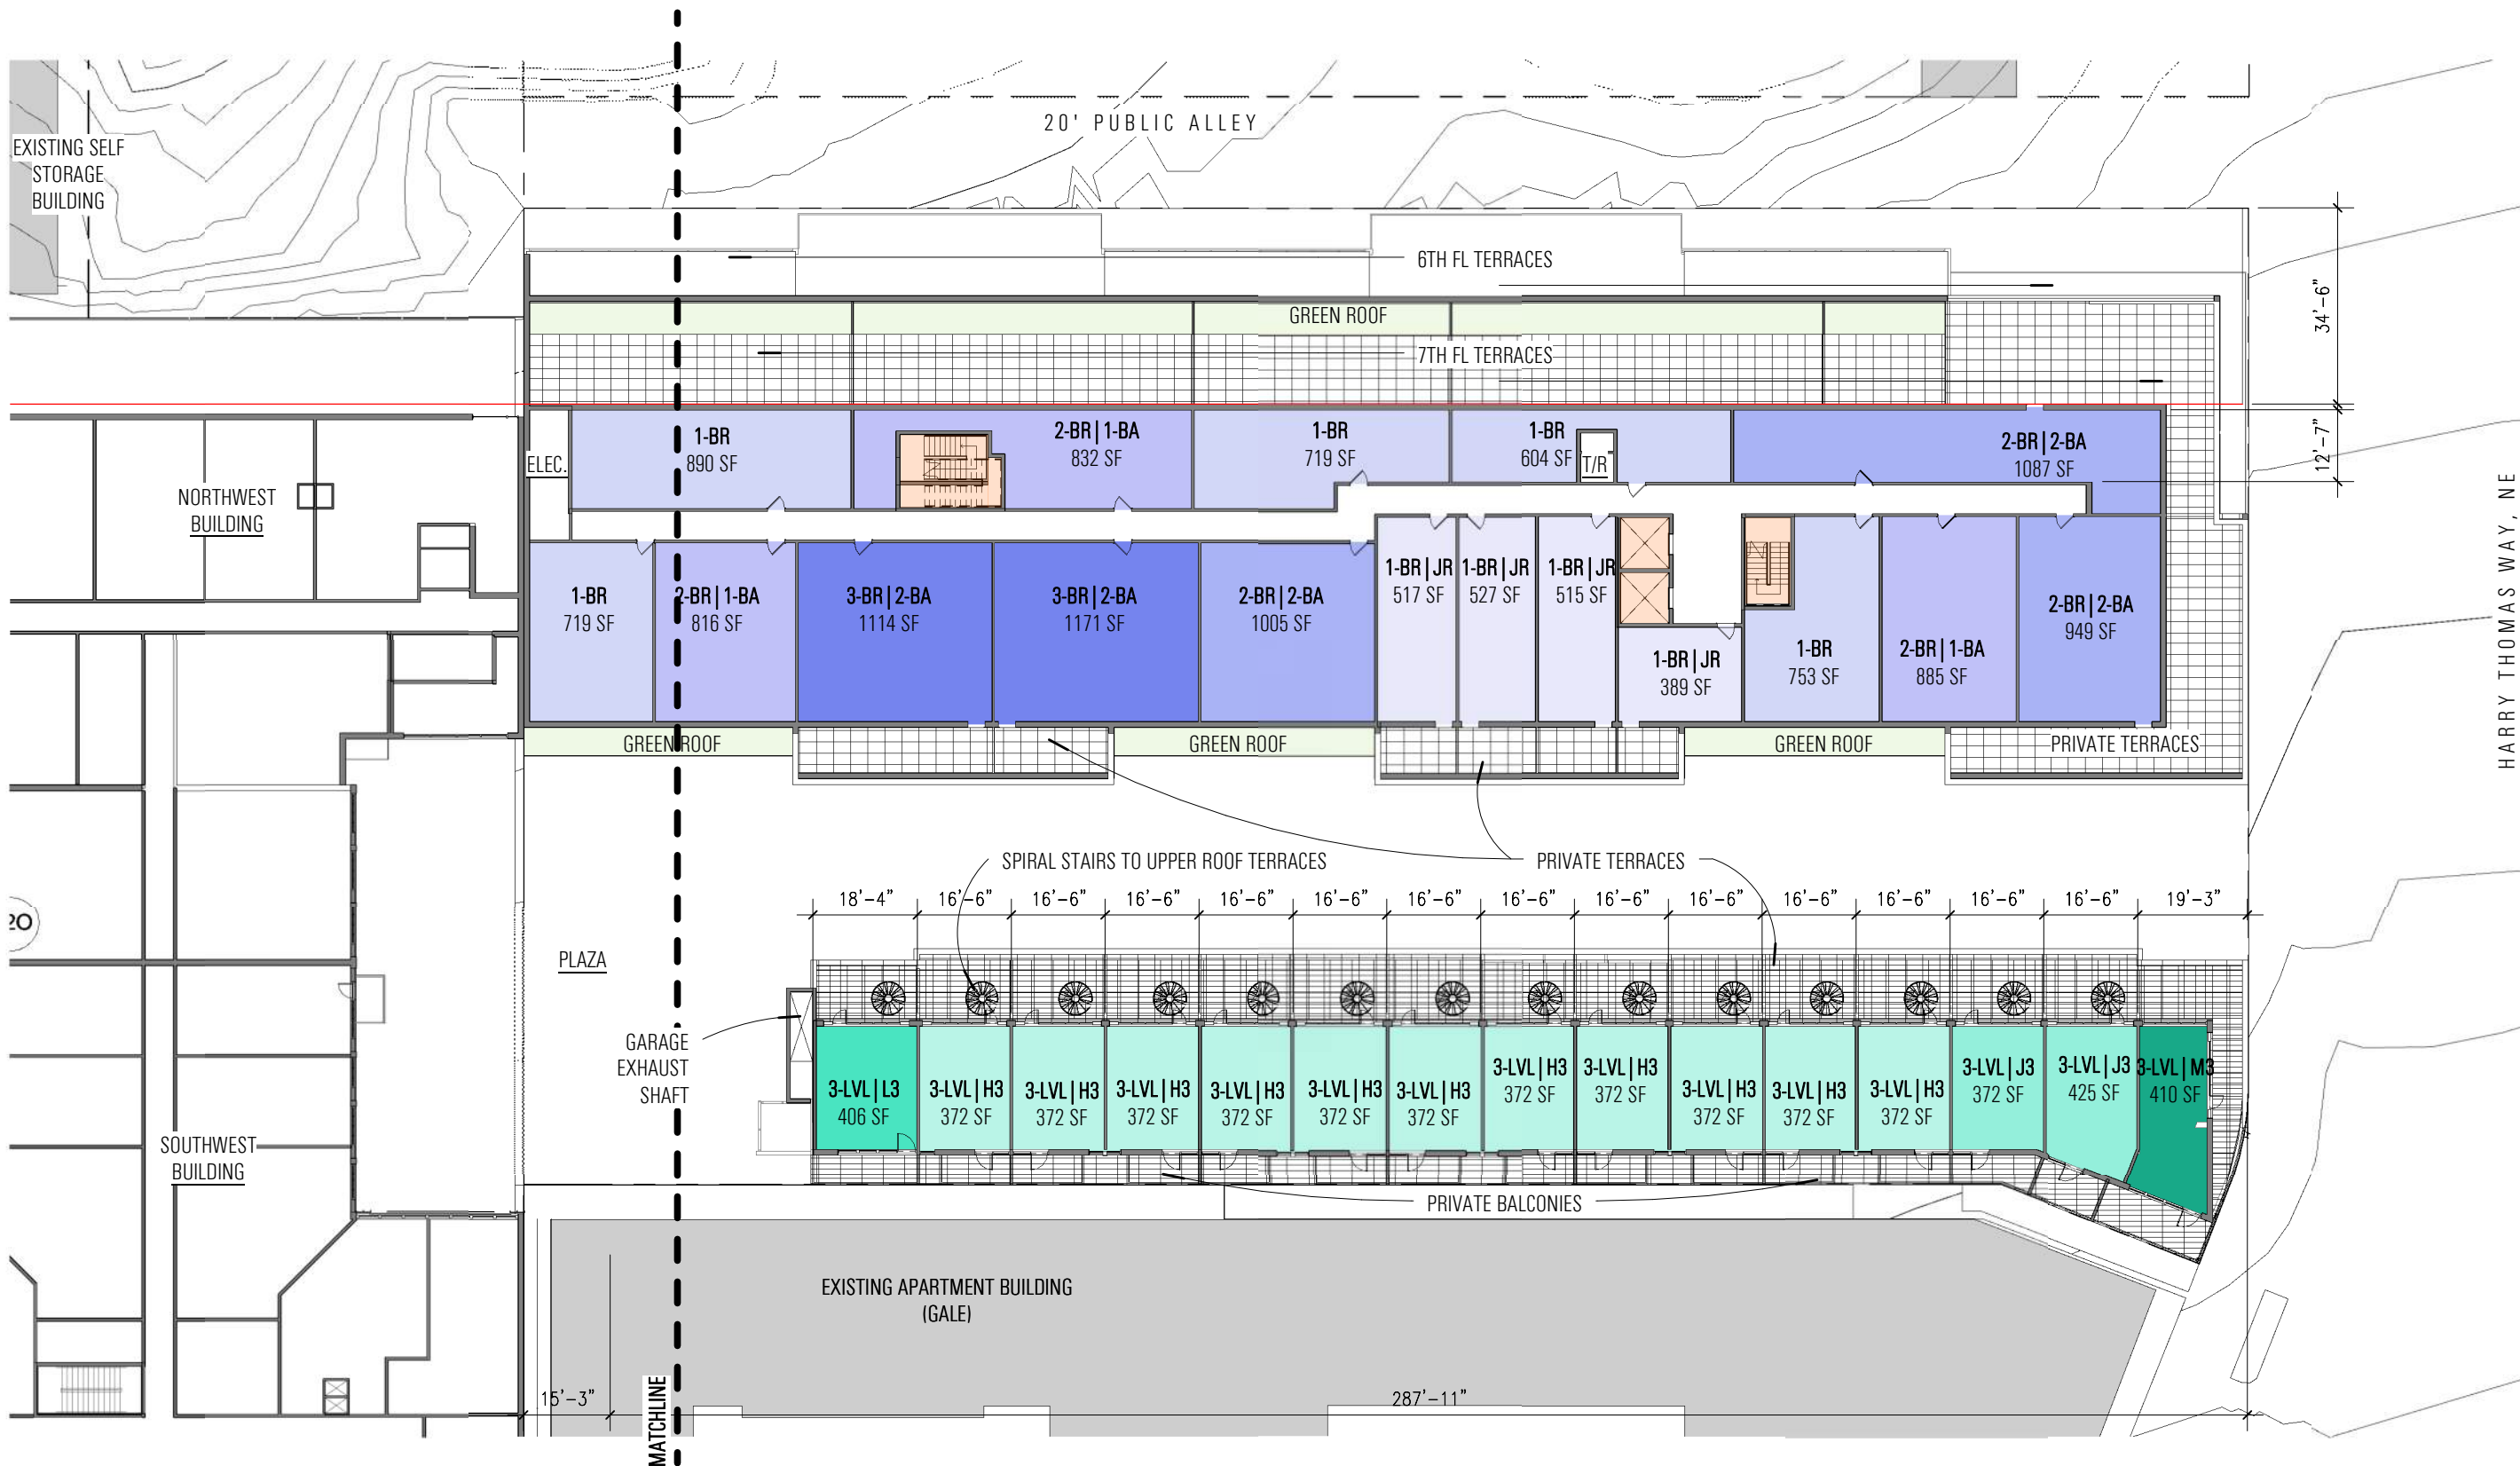 20' PUBLIC ALLEY
EXISTING SELF
STORAGE
BUILDING
6TH FL TERRACES
34'-6"
GREEN ROOF
7TH FL TERRACES
1-BR
890 SF
2-BR|1-BA
832 SF
1-BR
719 SF
1-BR
604 SF
T/R
2-BR|2-BA
1087 SF
12'-7"
ELEC.
NORTHWEST
BUILDING
HARRY THOMAS WAY, NE
1-BR
719 SF
2-BR|1-BA
816 SF
3-BR|2-BA
1114 SF
3-BR|2-BA
1171 SF
2-BR|2-BA
1005 SF
1-BR|JR
517 SF
1-BR|JR
527 SF
1-BR|JR
515 SF
1-BR|JR
389 SF
1-BR
753 SF
2-BR|1-BA
885 SF
2-BR|2-BA
949 SF
GREEN ROOF
GREEN ROOF
GREEN ROOF
PRIVATE TERRACES
SPIRAL STAIRS TO UPPER ROOF TERRACES
PRIVATE TERRACES
18'-4"
16'-6"
16'-6"
16'-6"
16'-6"
16'-6"
16'-6"
16'-6"
16'-6"
16'-6"
16'-6"
16'-6"
16'-6"
16'-6"
19'-3"
20
PLAZA
GARAGE
EXHAUST
SHAFT
3-LVL|L3
406 SF
3-LVL|H3
372 SF
3-LVL|H3
372 SF
3-LVL|H3
372 SF
3-LVL|H3
372 SF
3-LVL|H3
372 SF
3-LVL|H3
372 SF
3-LVL|H3
372 SF
3-LVL|H3
372 SF
3-LVL|H3
372 SF
3-LVL|H3
372 SF
3-LVL|H3
372 SF
3-LVL|J3
372 SF
3-LVL|J3
425 SF
3-LVL|M3
410 SF
SOUTHWEST
BUILDING
PRIVATE BALCONIES
EXISTING APARTMENT BUILDING
(GALE)
15'-3"
287'-11"
MATCHLINE